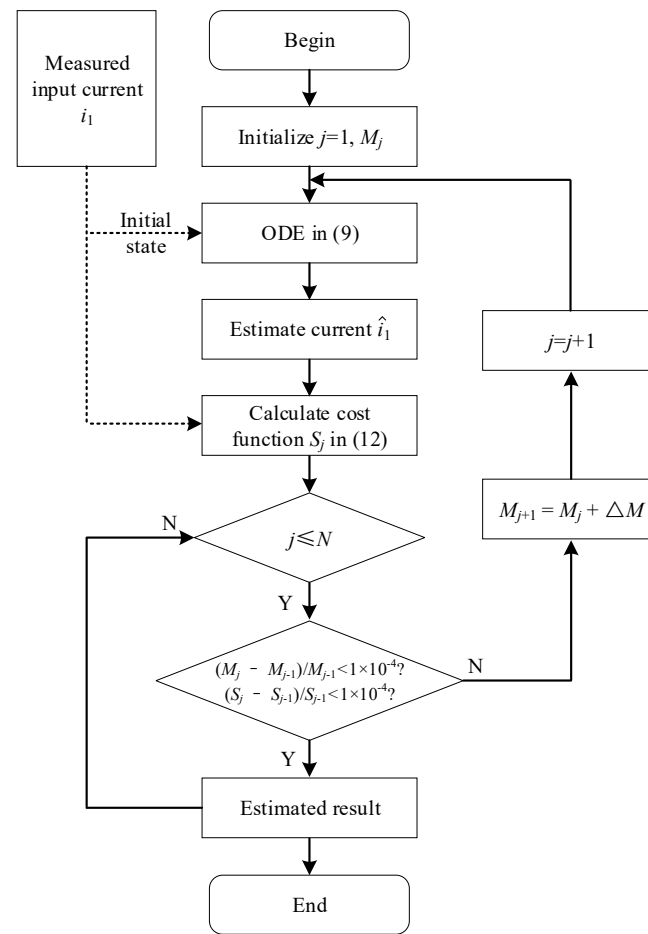 Begin
Measured
input current
i₁
Initialize j=1, Mⱼ
Initial
state
ODE in (9)
Estimate current î₁
j=j+1
Calculate cost
function Sⱼ in (12)
N
j≤N
Mⱼ₊₁ = Mⱼ + △M
Y
(Mⱼ − Mⱼ₋₁)/Mⱼ₋₁<1×10⁻⁴?
(Sⱼ − Sⱼ₋₁)/Sⱼ₋₁<1×10⁻⁴?
N
Y
Estimated result
End